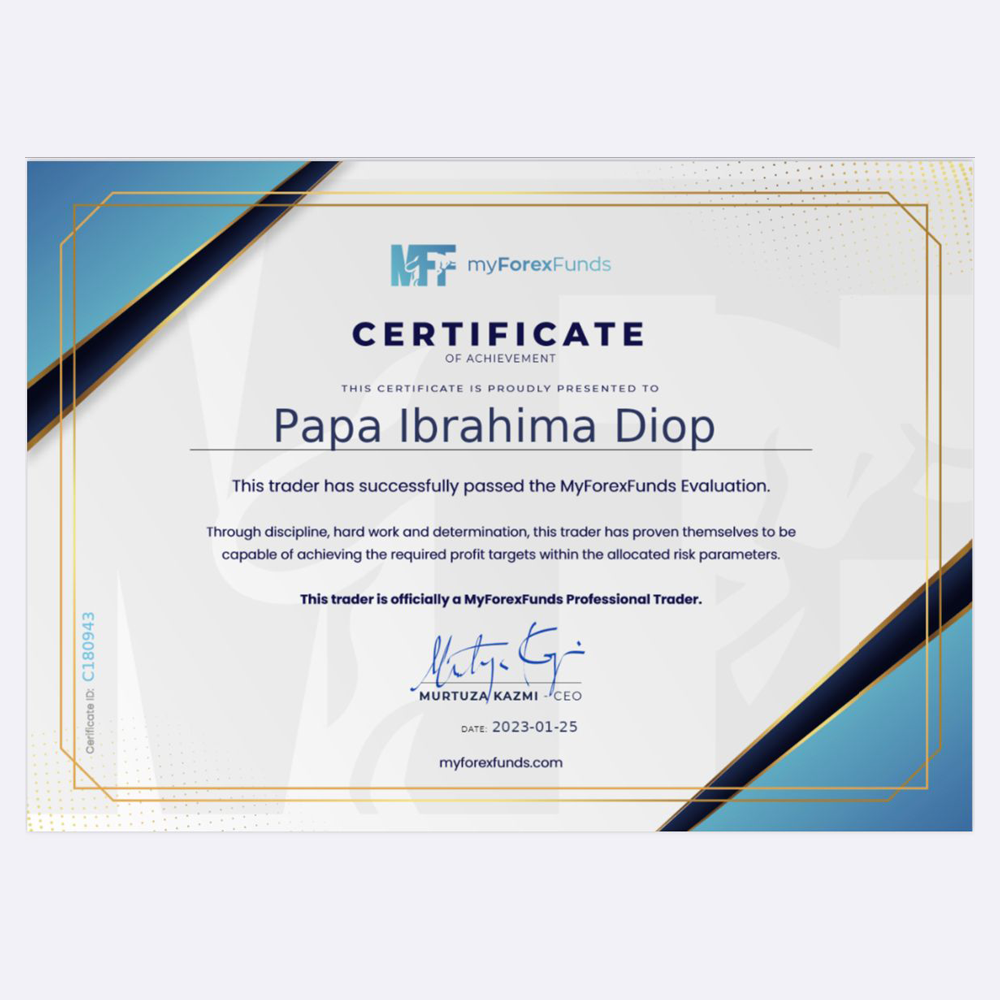 MFF myForexFunds
CERTIFICATE
OF ACHIEVEMENT
THIS CERTIFICATE IS PROUDLY PRESENTED TO
Papa Ibrahima Diop
This trader has successfully passed the MyForexFunds Evaluation.
Through discipline, hard work and determination, this trader has proven themselves to be
capable of achieving the required profit targets within the allocated risk parameters.
This trader is officially a MyForexFunds Professional Trader.
MURTUZA KAZMI - CEO
DATE: 2023-01-25
myforexfunds.com
Cerificate ID: C180943